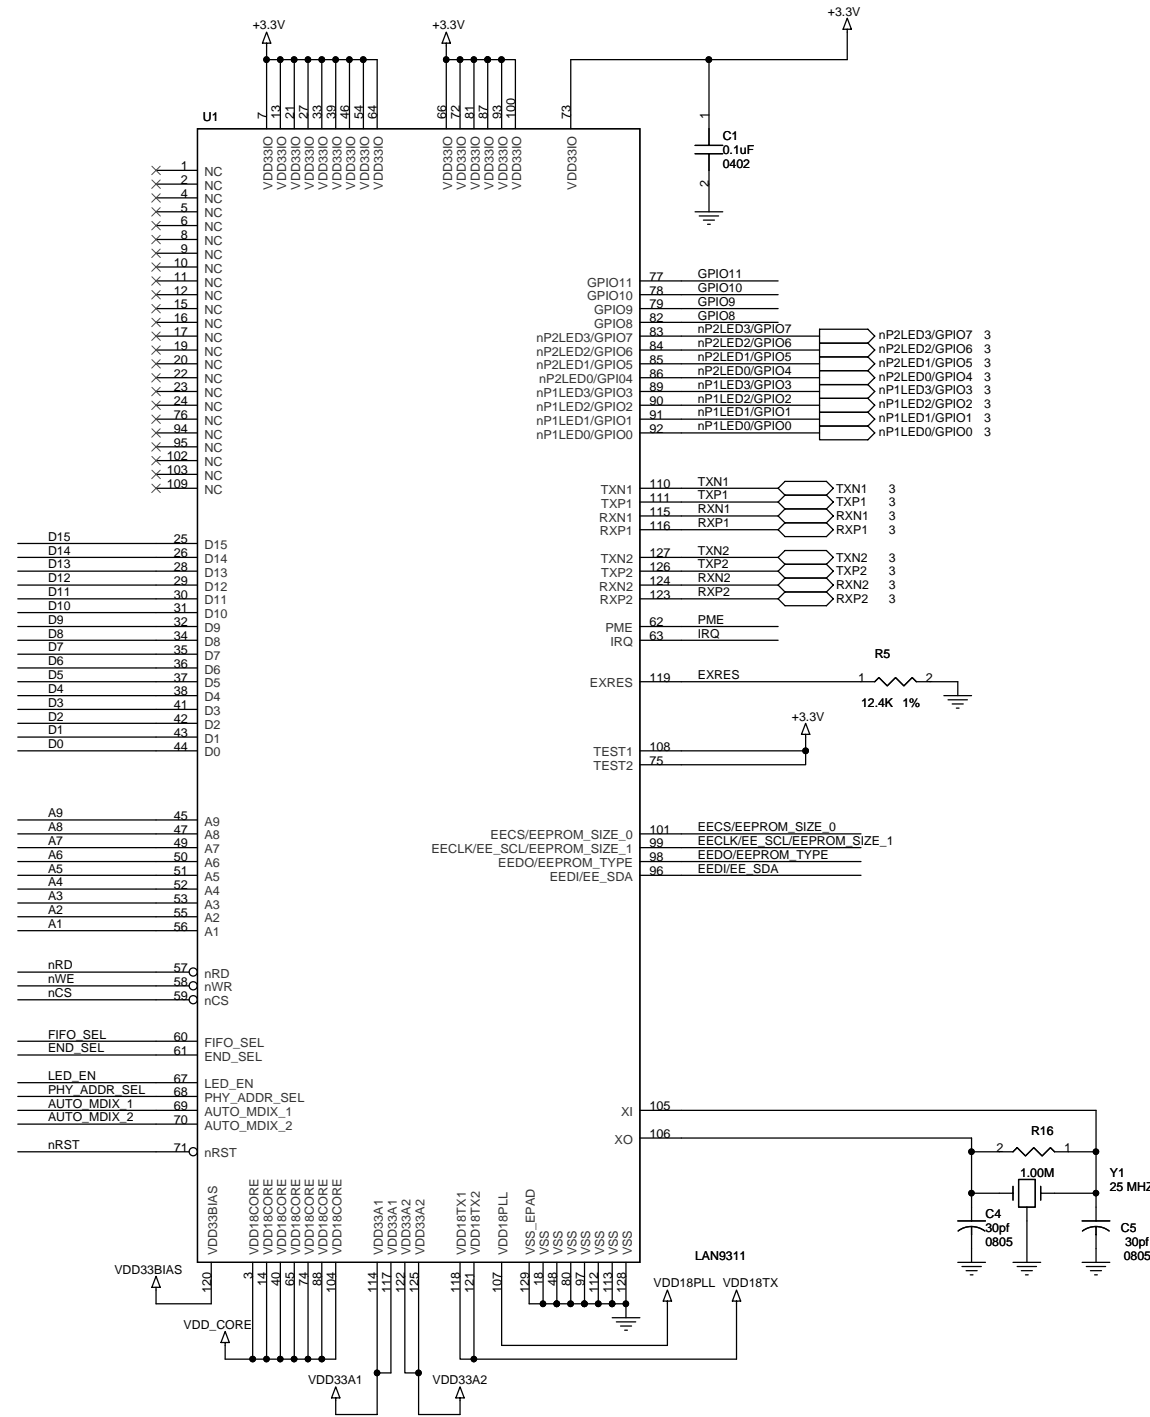 +3.3V
+3.3V
+3.3V
U1
7 13 21 27 33 39 46 54 64
66 72 81 87 93 100
73
VDD33IO VDD33IO VDD33IO VDD33IO VDD33IO VDD33IO VDD33IO VDD33IO VDD33IO
VDD33IO VDD33IO VDD33IO VDD33IO VDD33IO VDD33IO
VDD33IO
1
C1
0.1uF
0402
2
1 NC
2 NC
4 NC
5 NC
6 NC
8 NC
9 NC
10 NC
11 NC
12 NC
15 NC
16 NC
17 NC
19 NC
20 NC
22 NC
23 NC
24 NC
76 NC
94 NC
95 NC
102 NC
103 NC
109 NC
GPIO11 77 GPIO11
GPIO10 78 GPIO10
GPIO9 79 GPIO9
GPIO8 82 GPIO8
nP2LED3/GPIO7 83 nP2LED3/GPIO7 nP2LED3/GPIO7 3
nP2LED2/GPIO6 84 nP2LED2/GPIO6 nP2LED2/GPIO6 3
nP2LED1/GPIO5 85 nP2LED1/GPIO5 nP2LED1/GPIO5 3
nP2LED0/GPI04 86 nP2LED0/GPIO4 nP2LED0/GPIO4 3
nP1LED3/GPIO3 89 nP1LED3/GPIO3 nP1LED3/GPIO3 3
nP1LED2/GPIO2 90 nP1LED2/GPIO2 nP1LED2/GPIO2 3
nP1LED1/GPIO1 91 nP1LED1/GPIO1 nP1LED1/GPIO1 3
nP1LED0/GPIO0 92 nP1LED0/GPIO0 nP1LED0/GPIO0 3
TXN1 110 TXN1 TXN1 3
TXP1 111 TXP1 TXP1 3
RXN1 115 RXN1 RXN1 3
RXP1 116 RXP1 RXP1 3
TXN2 127 TXN2 TXN2 3
TXP2 126 TXP2 TXP2 3
RXN2 124 RXN2 RXN2 3
RXP2 123 RXP2 RXP2 3
D15 25 D15
D14 26 D14
D13 28 D13
D12 29 D12
D11 30 D11
D10 31 D10
D9 32 D9
D8 34 D8
D7 35 D7
D6 36 D6
D5 37 D5
D4 38 D4
D3 41 D3
D2 42 D2
D1 43 D1
D0 44 D0
PME 62 PME
IRQ 63 IRQ
EXRES 119 EXRES
R5
1 2
12.4K 1%
+3.3V
TEST1 108
TEST2 75
A9 45 A9
A8 47 A8
A7 49 A7
A6 50 A6
A5 51 A5
A4 52 A4
A3 53 A3
A2 55 A2
A1 56 A1
EECS/EEPROM_SIZE_0 101 EECS/EEPROM_SIZE_0
EECLK/EE_SCL/EEPROM_SIZE_1 99 EECLK/EE_SCL/EEPROM_SIZE_1
EEDO/EEPROM_TYPE 98 EEDO/EEPROM_TYPE
EEDI/EE_SDA 96 EEDI/EE_SDA
nRD 57 nRD
nWE 58 nWR
nCS 59 nCS
FIFO_SEL 60 FIFO_SEL
END_SEL 61 END_SEL
LED_EN 67 LED_EN
PHY_ADDR_SEL 68 PHY_ADDR_SEL
AUTO_MDIX_1 69 AUTO_MDIX_1
AUTO_MDIX_2 70 AUTO_MDIX_2
nRST 71 nRST
XI 105
XO 106
R16
2 1
1.00M
Y1
25 MHZ
C4
30pf
0805
C5
30pf
0805
VDD33BIAS
VDD18CORE VDD18CORE VDD18CORE VDD18CORE VDD18CORE VDD18CORE VDD18CORE
VDD33A1 VDD33A1 VDD33A2 VDD33A2
VDD18TX1 VDD18TX2
VDD18PLL
VSS_EPAD VSS VSS VSS VSS VSS VSS VSS
120
3 14 40 65 74 88 104
114 117 122 125
118 121
107
129 18 48 80 97 112 113 128
LAN9311
VDD33BIAS
VDD18PLL VDD18TX
VDD_CORE
VDD33A1
VDD33A2